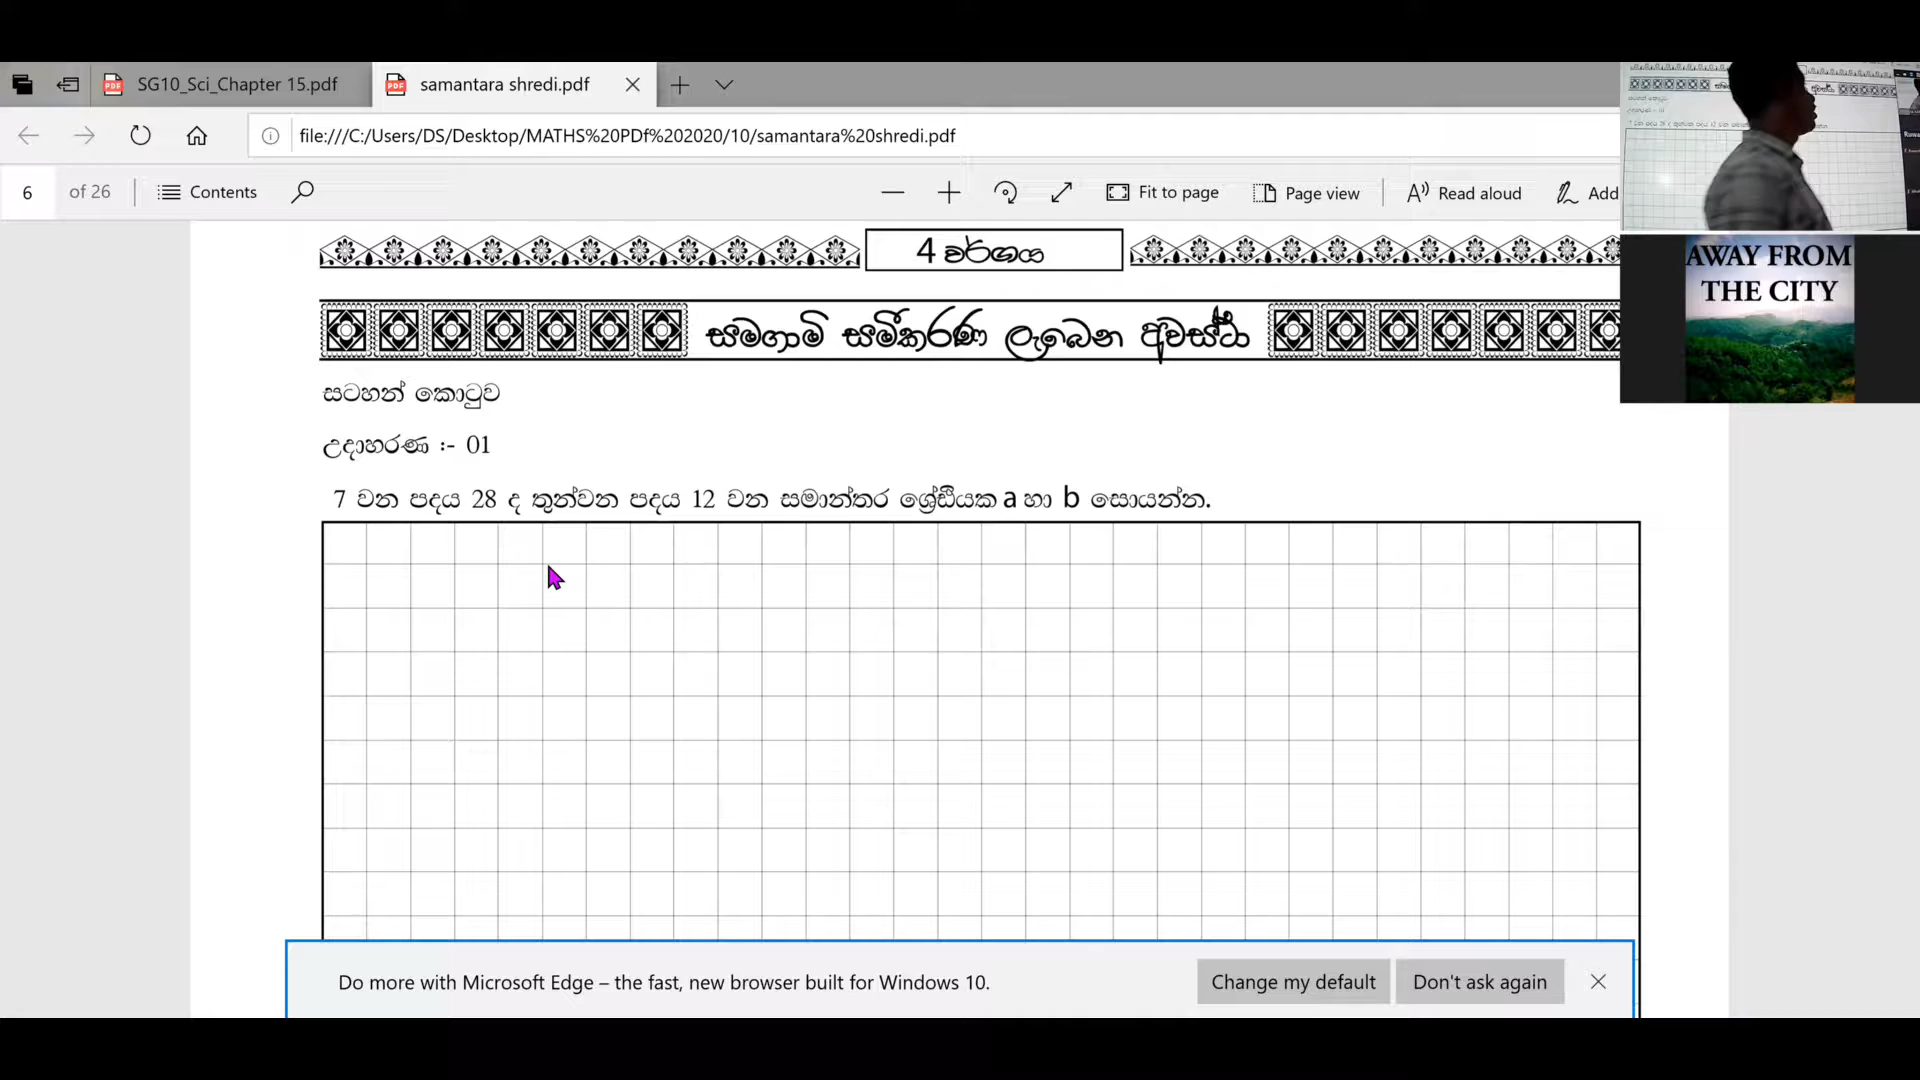 SG10_Sci_Chapter 15.pdf
samantara shredi.pdf
file:///C:/Users/DS/Desktop/MATHS%20PDf%202020/10/samantara%20shredi.pdf
6 of 26 Contents Fit to page Page view Read aloud Add
4 වර්ගය
සමගාමී සමීකරණ ලැබෙන අවස්ථා
සටහන් කොටුව
උදාහරණ :- 01
7 වන පදය 28 ද තුන්වන පදය 12 වන සමාන්තර ශ්‍රේඪියක a හා b සොයන්න.
AWAY FROM
THE CITY
Do more with Microsoft Edge – the fast, new browser built for Windows 10. Change my default Don't ask again